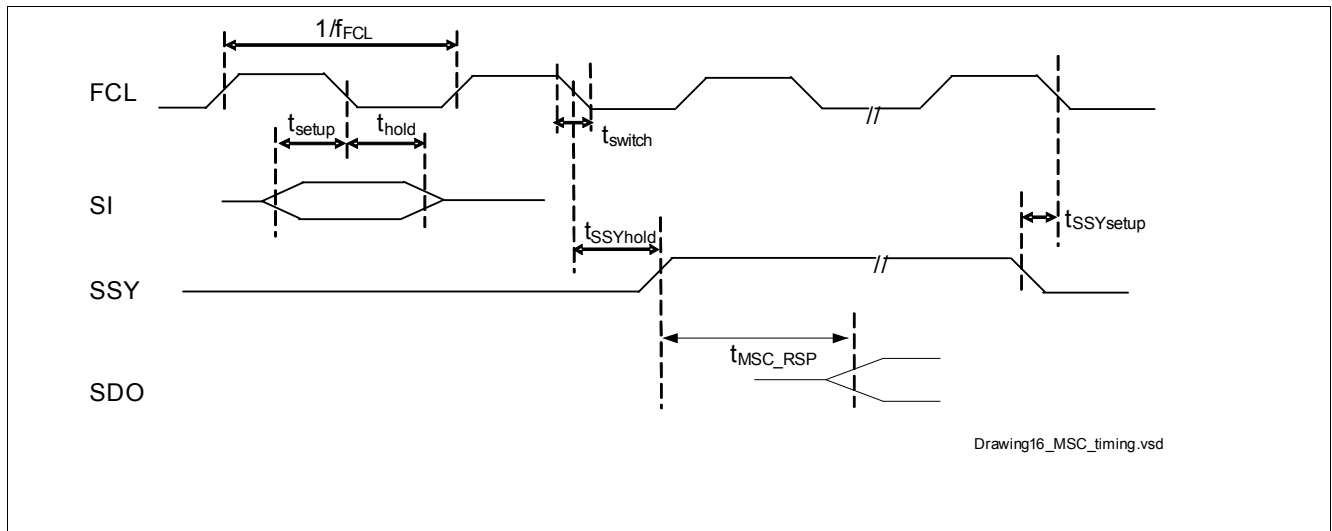 1/fFCL
FCL
tsetup
thold
tswitch
SI
tSSYhold
tSSYsetup
//
//
SSY
tMSC_RSP
SDO
Drawing16_MSC_timing.vsd